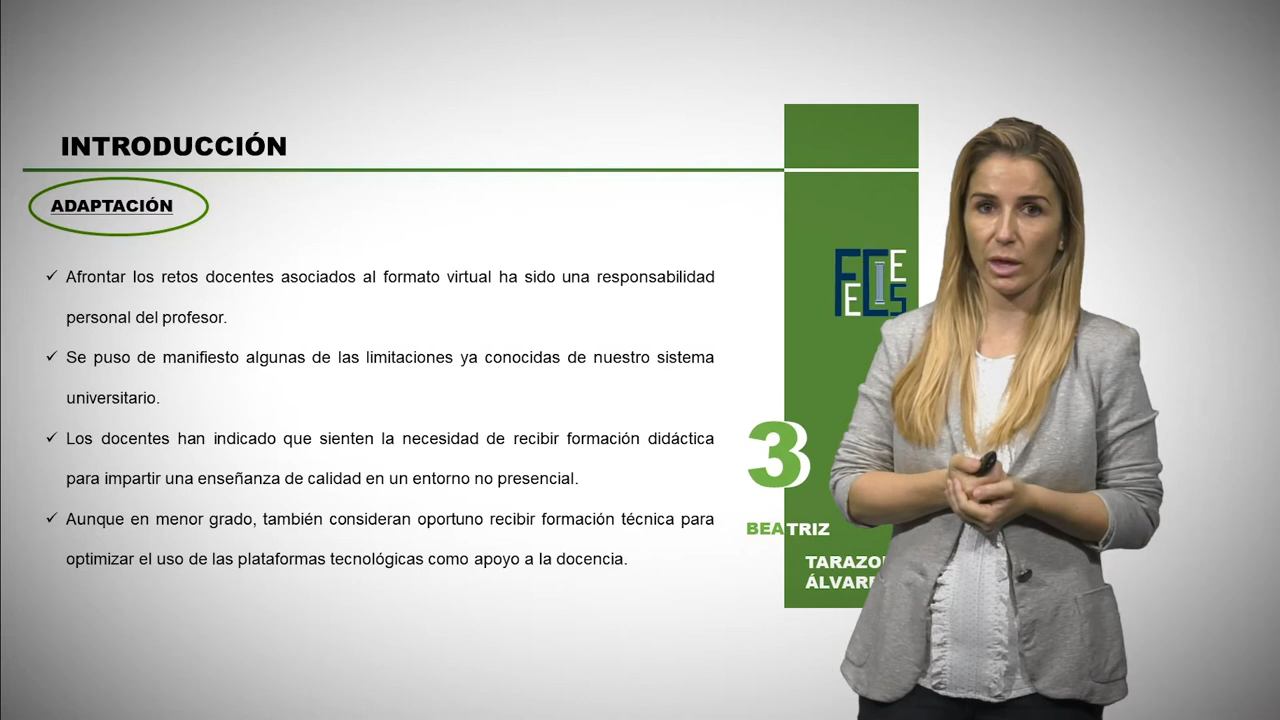 INTRODUCCIÓN
ADAPTACIÓN
✓ Afrontar los retos docentes asociados al formato virtual ha sido una responsabilidad
personal del profesor.
✓ Se puso de manifiesto algunas de las limitaciones ya conocidas de nuestro sistema
universitario.
✓ Los docentes han indicado que sienten la necesidad de recibir formación didáctica
para impartir una enseñanza de calidad en un entorno no presencial.
✓ Aunque en menor grado, también consideran oportuno recibir formación técnica para
optimizar el uso de las plataformas tecnológicas como apoyo a la docencia.
FECIES
3
BEATRIZ